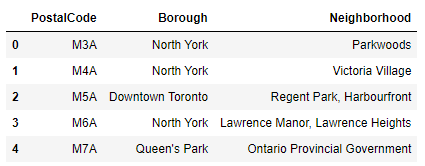 PostalCode Borough Neighborhood
0 M3A North York Parkwoods
1 M4A North York Victoria Village
2 M5A Downtown Toronto Regent Park, Harbourfront
3 M6A North York Lawrence Manor, Lawrence Heights
4 M7A Queen's Park Ontario Provincial Government